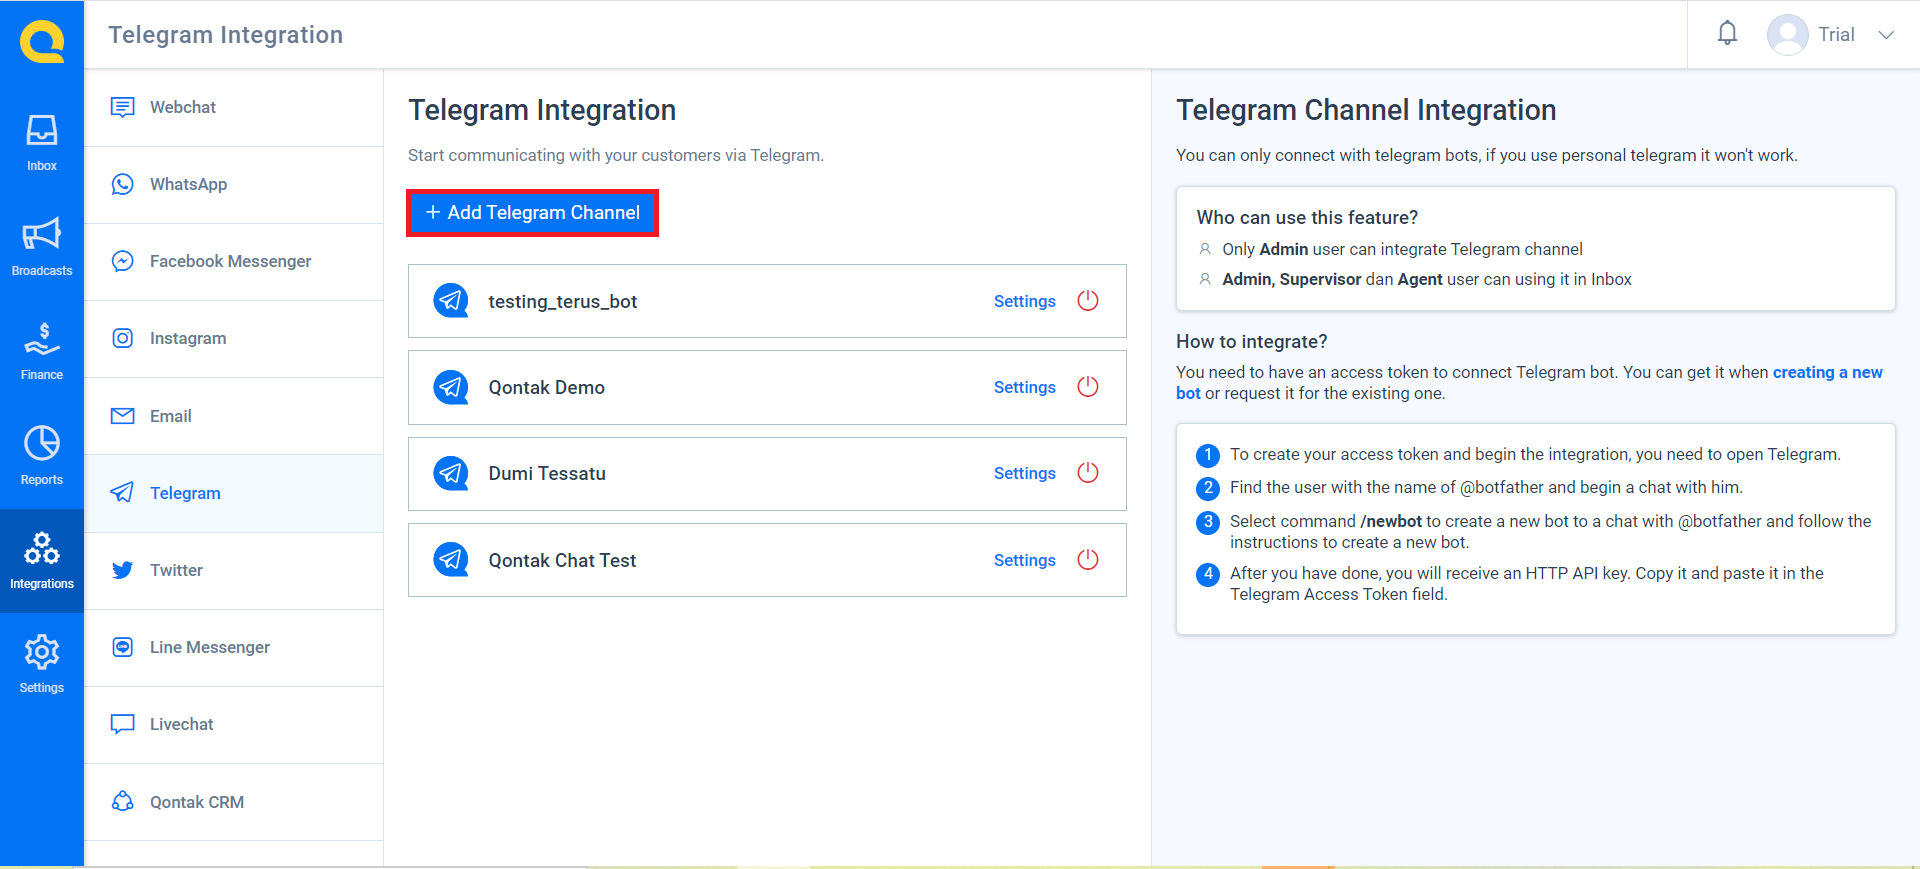 Telegram Integration
Trial
Inbox
Broadcasts
Finance
Reports
Integrations
Settings
Webchat
WhatsApp
Facebook Messenger
Instagram
Email
Telegram
Twitter
Line Messenger
Livechat
Qontak CRM
Telegram Integration
Start communicating with your customers via Telegram.
+ Add Telegram Channel
testing_terus_bot Settings
Qontak Demo Settings
Dumi Tessatu Settings
Qontak Chat Test Settings
Telegram Channel Integration
You can only connect with telegram bots, if you use personal telegram it won't work.
Who can use this feature?
Only Admin user can integrate Telegram channel
Admin, Supervisor dan Agent user can using it in Inbox
How to integrate?
You need to have an access token to connect Telegram bot. You can get it when creating a new
bot or request it for the existing one.
1 To create your access token and begin the integration, you need to open Telegram.
2 Find the user with the name of @botfather and begin a chat with him.
3 Select command /newbot to create a new bot to a chat with @botfather and follow the
instructions to create a new bot.
4 After you have done, you will receive an HTTP API key. Copy it and paste it in the
Telegram Access Token field.